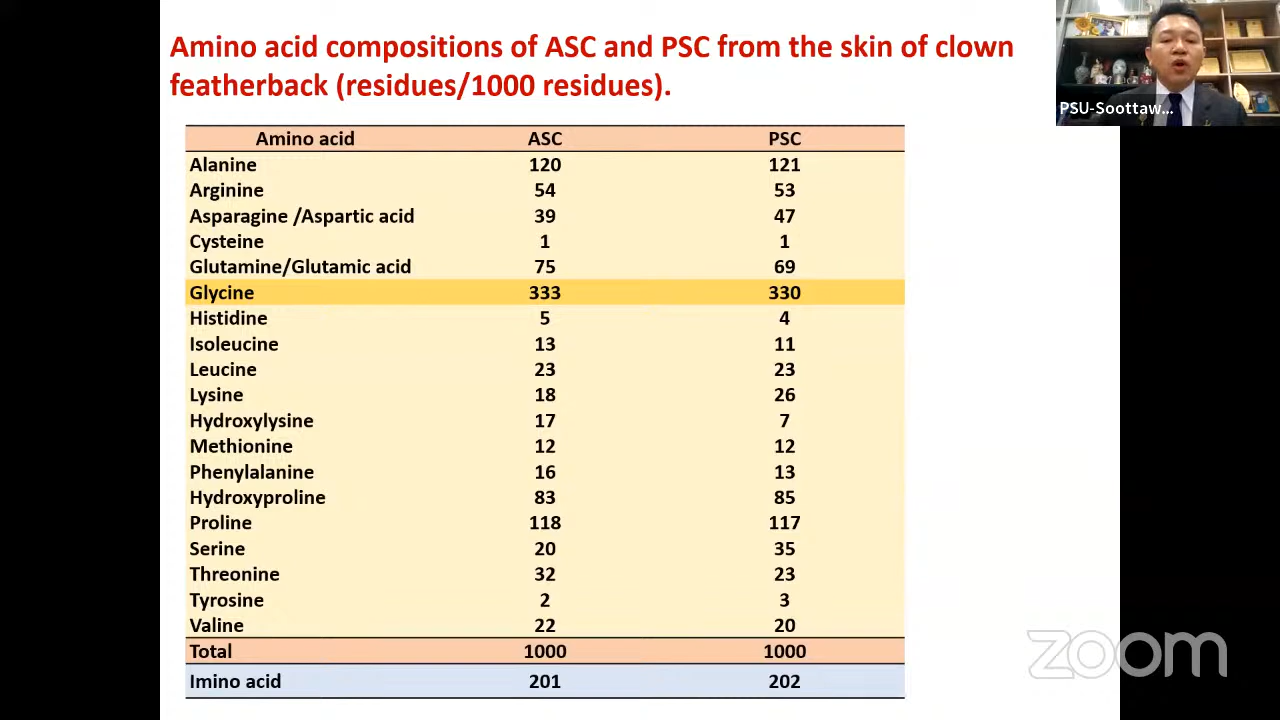 Amino acid compositions of ASC and PSC from the skin of clown
featherback (residues/1000 residues).
PSU-Soottaw...
Amino acid ASC PSC
Alanine 120 121
Arginine 54 53
Asparagine /Aspartic acid 39 47
Cysteine 1 1
Glutamine/Glutamic acid 75 69
Glycine 333 330
Histidine 5 4
Isoleucine 13 11
Leucine 23 23
Lysine 18 26
Hydroxylysine 17 7
Methionine 12 12
Phenylalanine 16 13
Hydroxyproline 83 85
Proline 118 117
Serine 20 35
Threonine 32 23
Tyrosine 2 3
Valine 22 20
Total 1000 1000
Imino acid 201 202
zoom